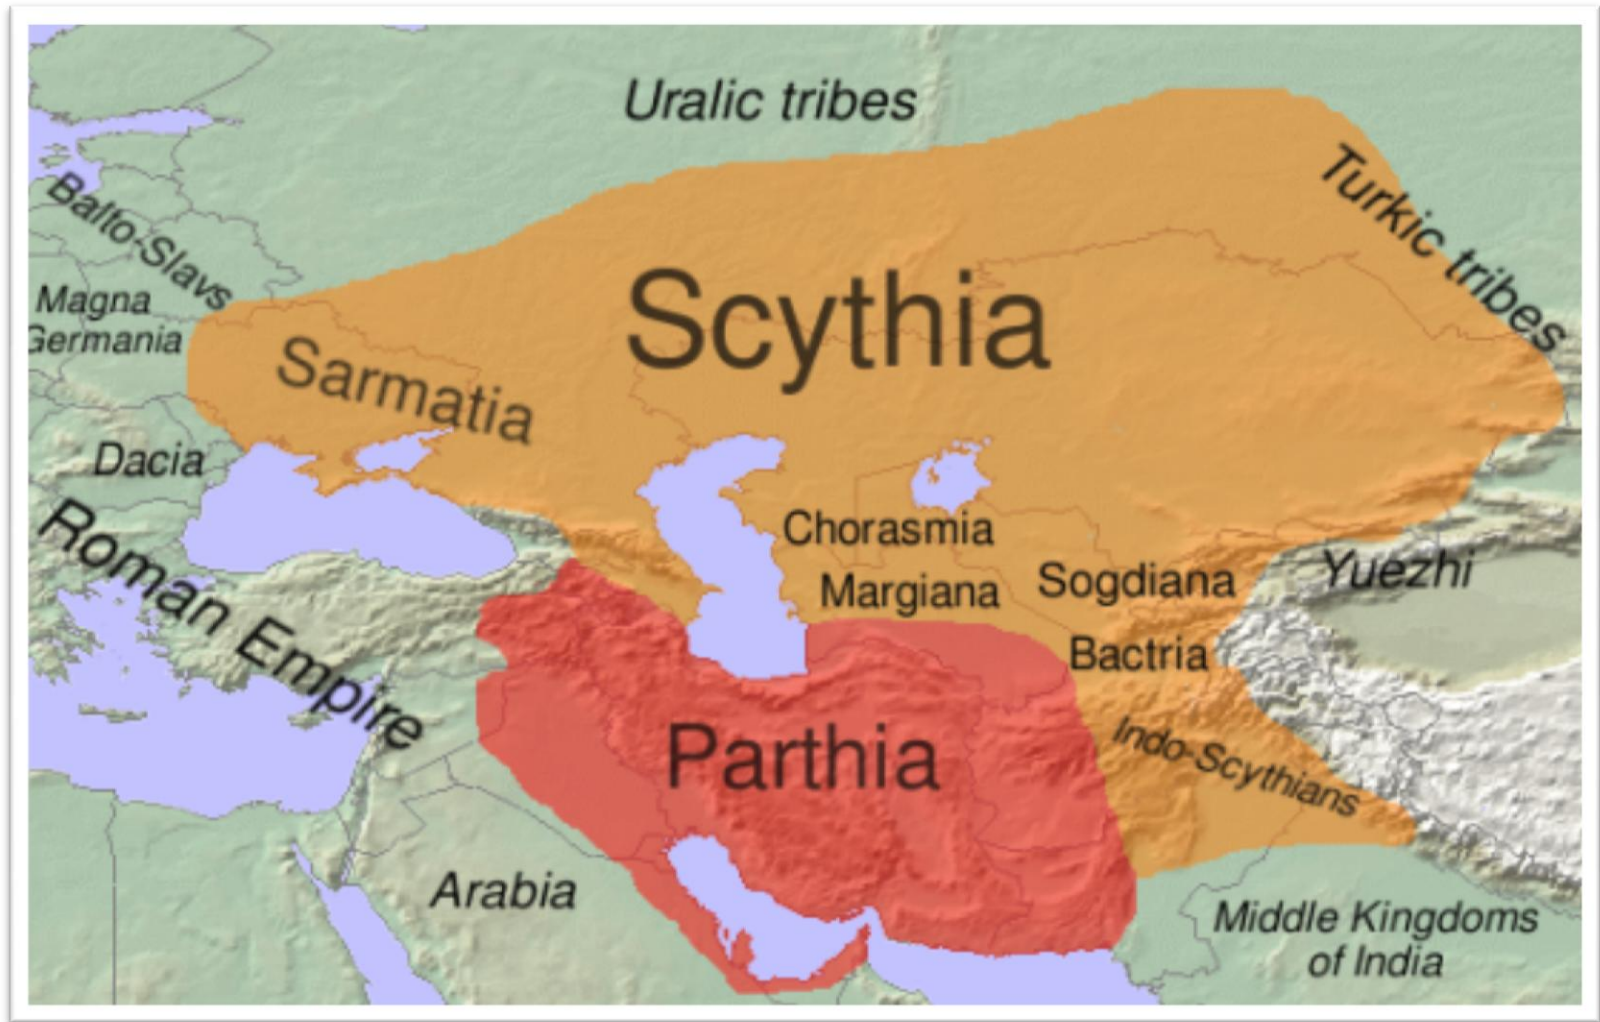 Uralic tribes
Turkic tribes
Balto-Slavs
Magna
Germania
Scythia
Sarmatia
Dacia
Roman Empire
Chorasmia
Margiana
Sogdiana
Yuezhi
Bactria
Indo-Scythians
Parthia
Arabia
Middle Kingdoms
of India